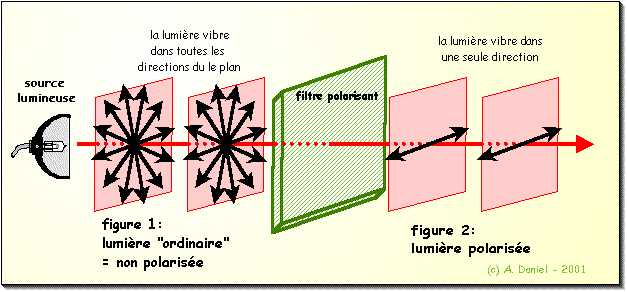 la lumière vibre
dans toutes les
directions du le plan
la lumière vibre dans
une seule direction
source
lumineuse
filtre polarisant
figure 1:
lumière "ordinaire"
= non polarisée
figure 2:
lumière polarisée
(c) A. Daniel - 2001